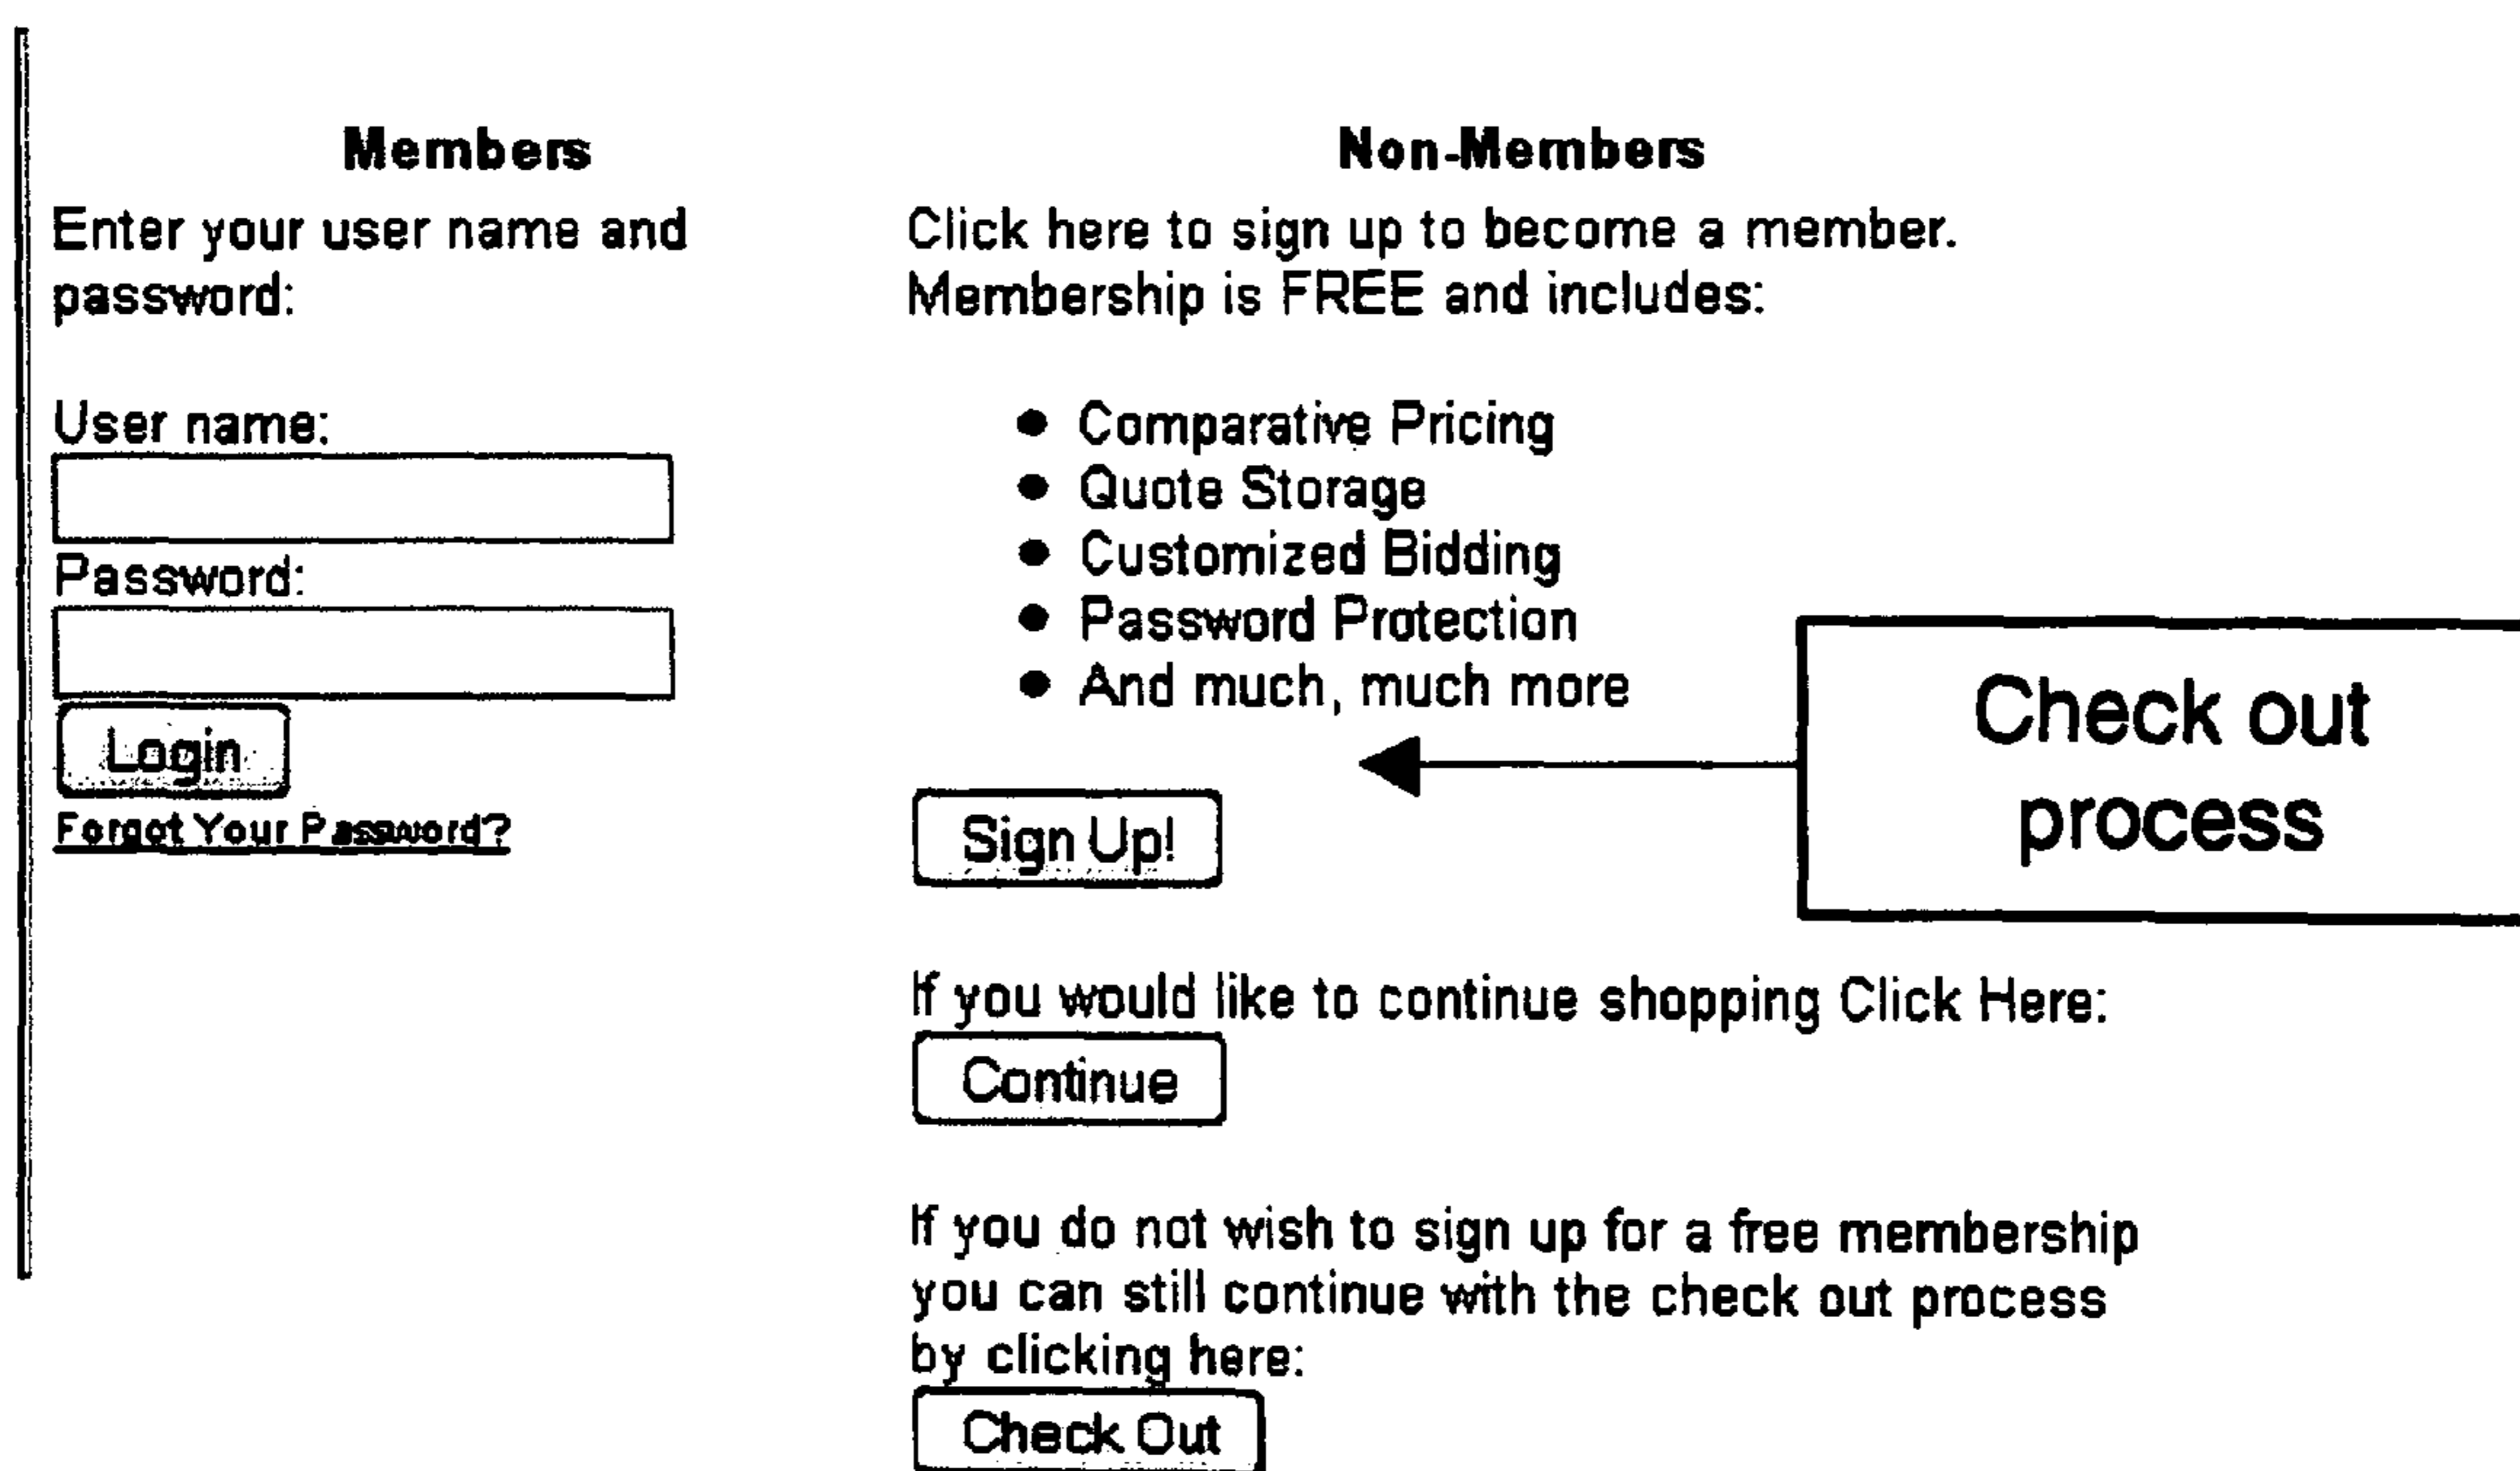 Members
Enter your user name and
password:
User name:
Password:
Login
Forgot Your Password?
Non-Members
Click here to sign up to become a member.
Membership is FREE and includes:
● Comparative Pricing
● Quote Storage
● Customized Bidding
● Password Protection
● And much, much more
Sign Up!
Check out
process
If you would like to continue shopping Click Here:
Continue
If you do not wish to sign up for a free membership
you can still continue with the check out process
by clicking here:
Check Out